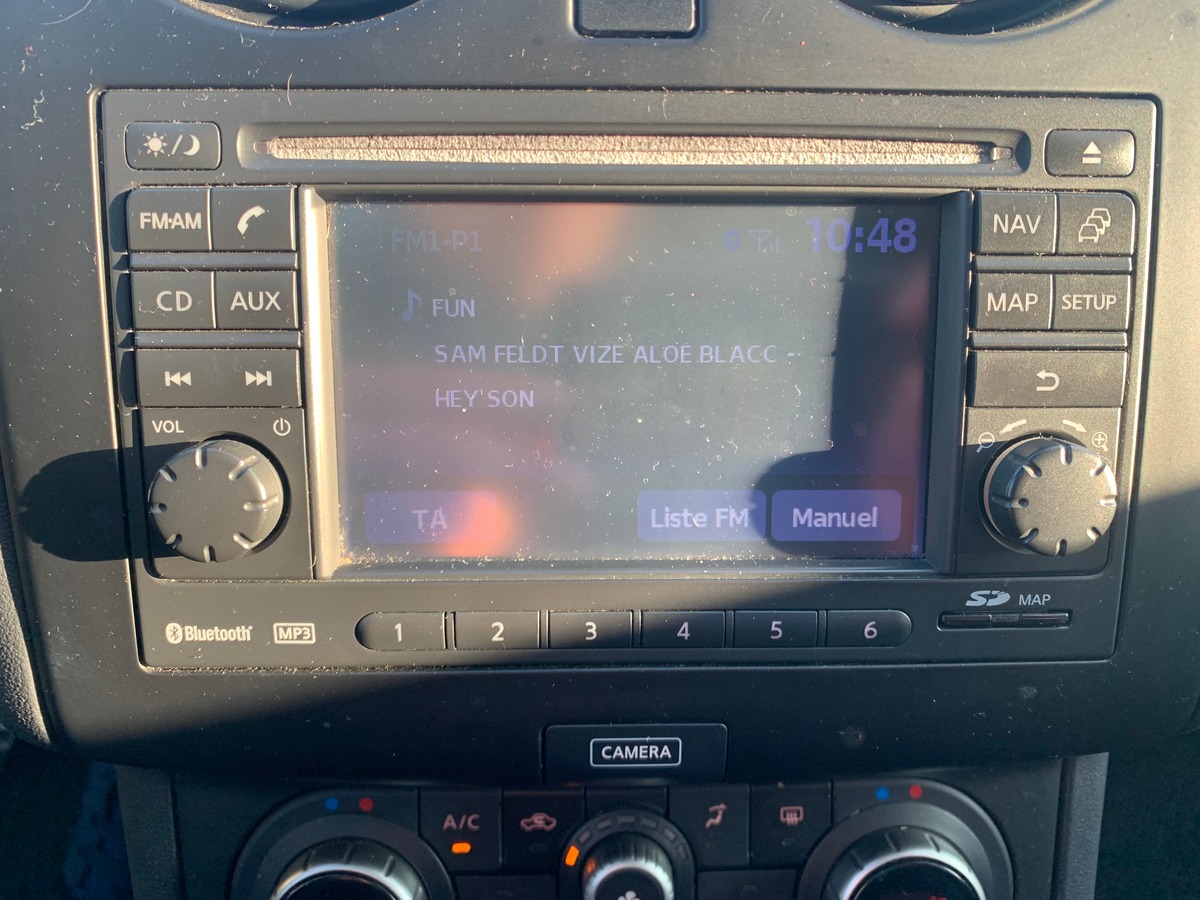 FM·AM
NAV
FM1-P1
10:48
CD AUX
MAP SETUP
FUN
SAM FELDT VIZE ALOE BLACC -
HEY SON
VOL
TA
Liste FM
Manuel
Bluetooth
MP3
1 2 3 4 5 6
SD MAP
CAMERA
A/C